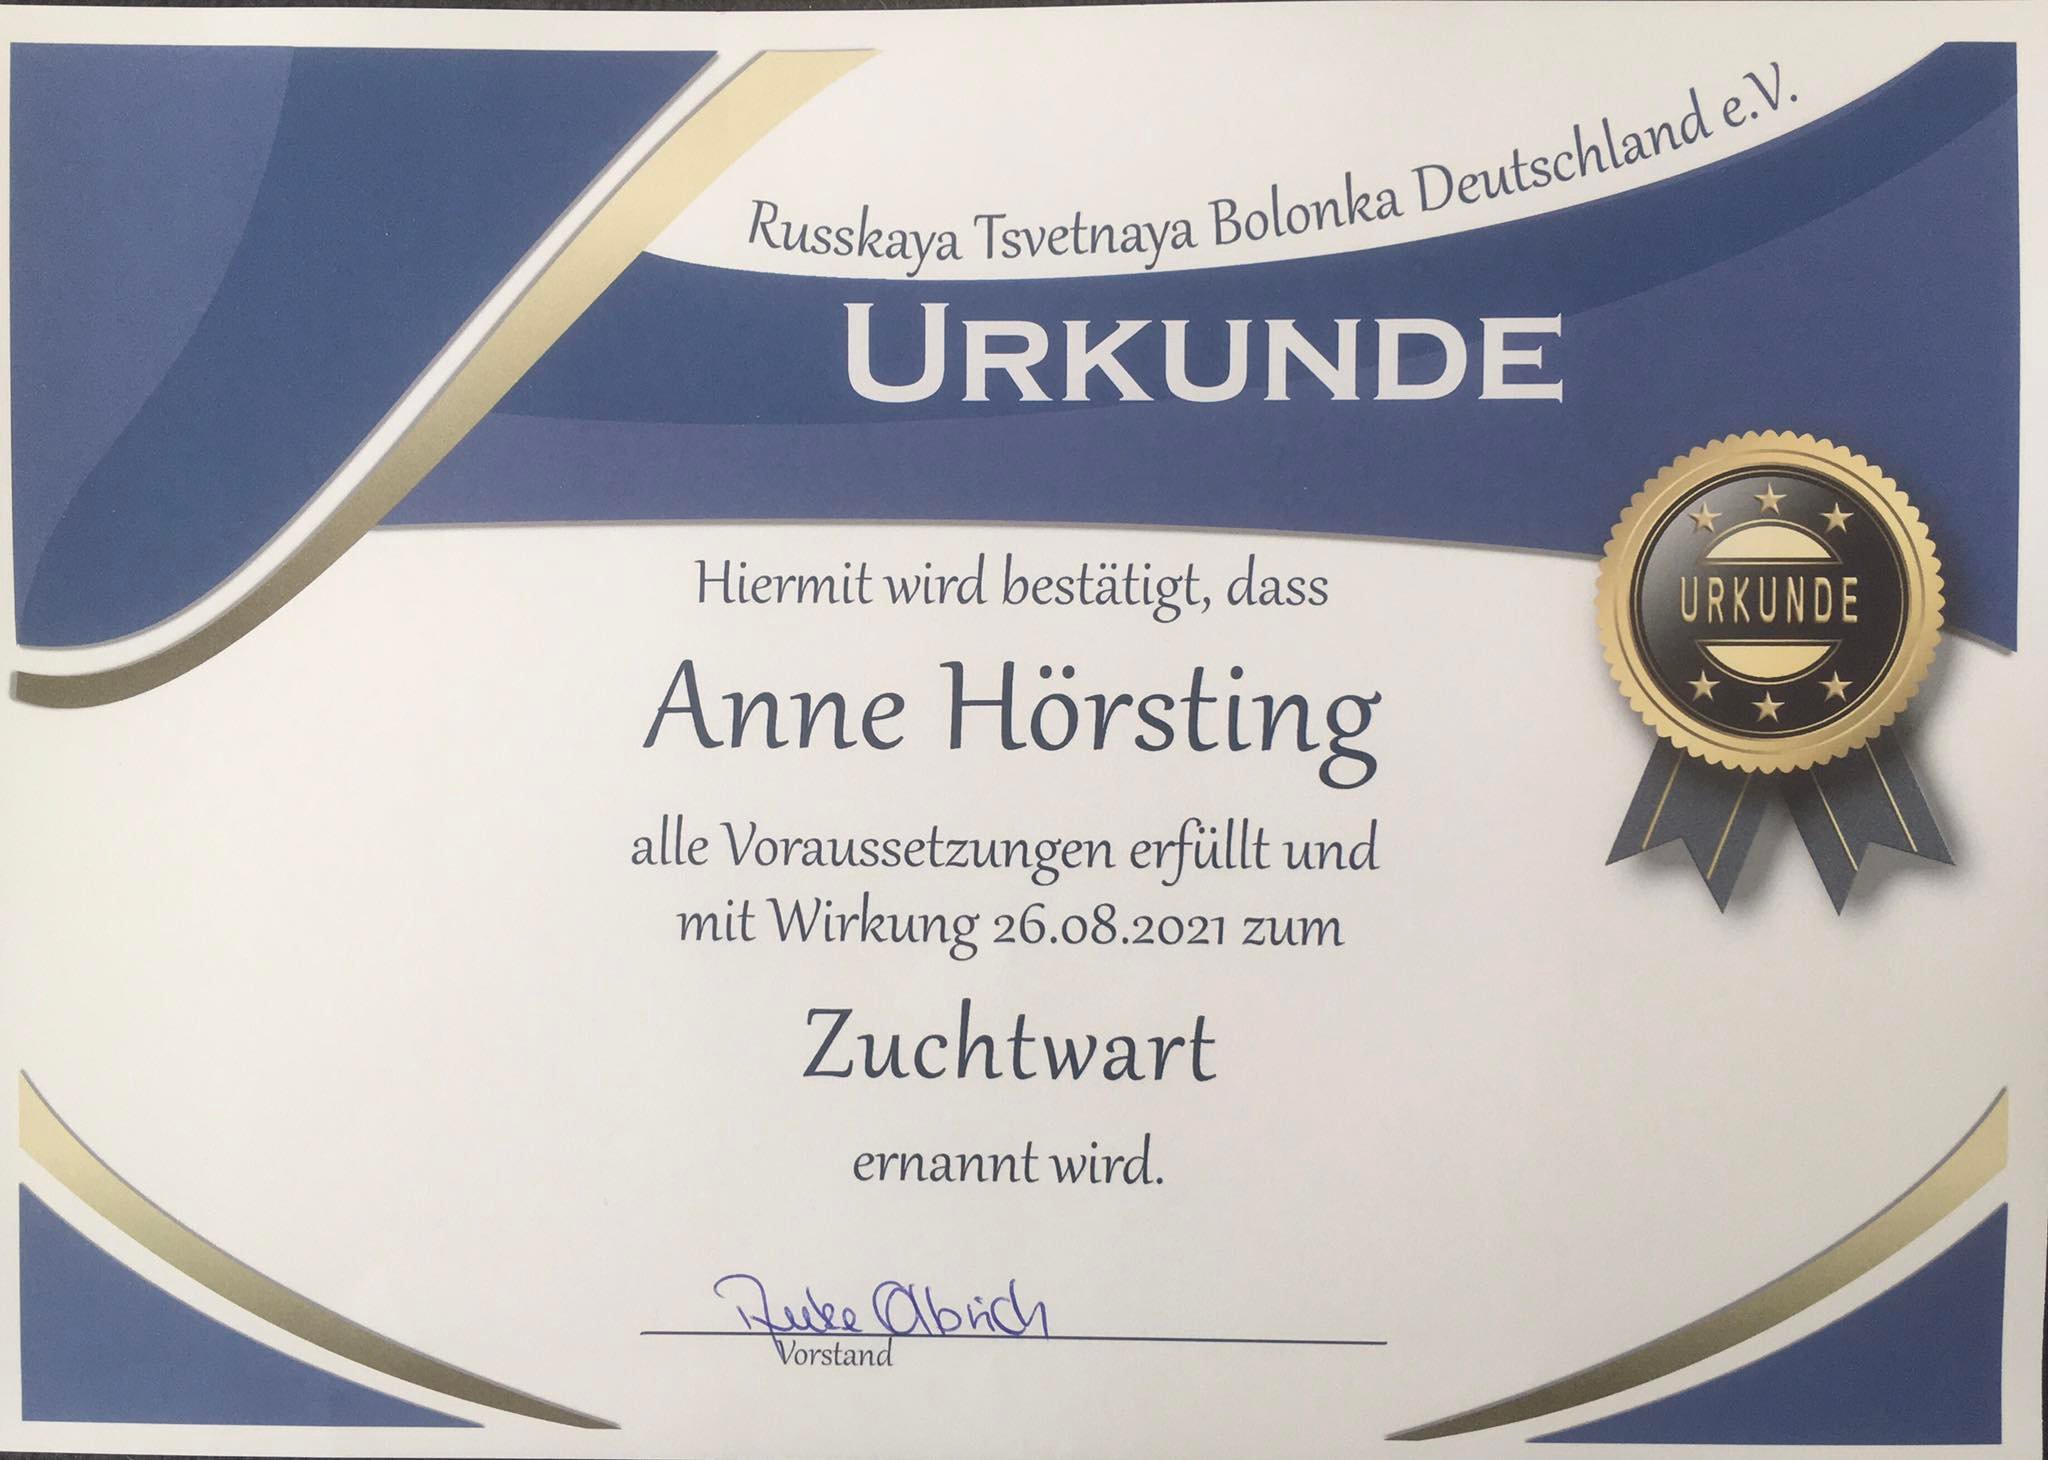 Russkaya Tsvetnaya Bolonka Deutschland e.V.
URKUNDE
URKUNDE
Hiermit wird bestätigt, dass
Anne Hörsting
alle Voraussetzungen erfüllt und
mit Wirkung 26.08.2021 zum
Zuchtwart
ernannt wird.
Olbrich
Vorstand